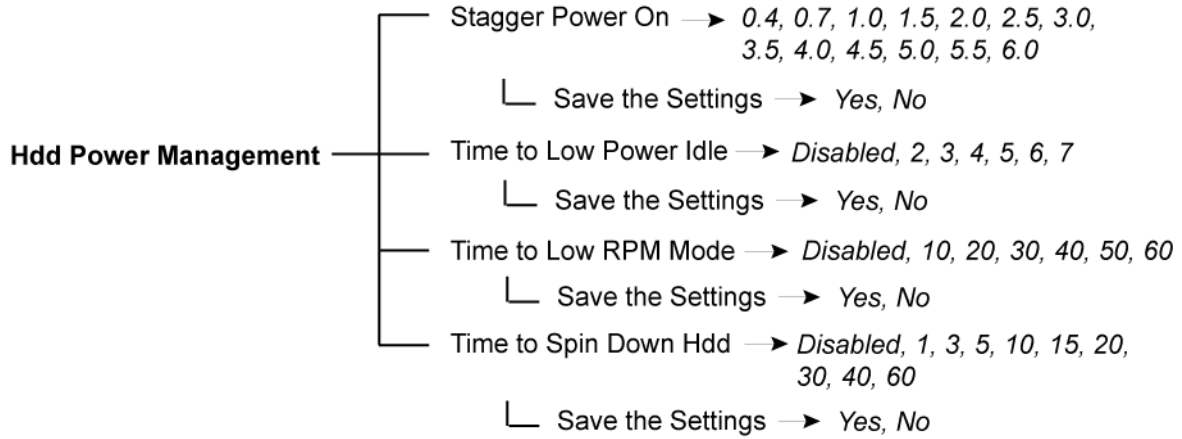 Stagger Power On 0.4, 0.7, 1.0, 1.5, 2.0, 2.5, 3.0,
3.5, 4.0, 4.5, 5.0, 5.5, 6.0
Save the Settings Yes, No
Hdd Power Management Time to Low Power Idle Disabled, 2, 3, 4, 5, 6, 7
Save the Settings Yes, No
Time to Low RPM Mode Disabled, 10, 20, 30, 40, 50, 60
Save the Settings Yes, No
Time to Spin Down Hdd Disabled, 1, 3, 5, 10, 15, 20,
30, 40, 60
Save the Settings Yes, No